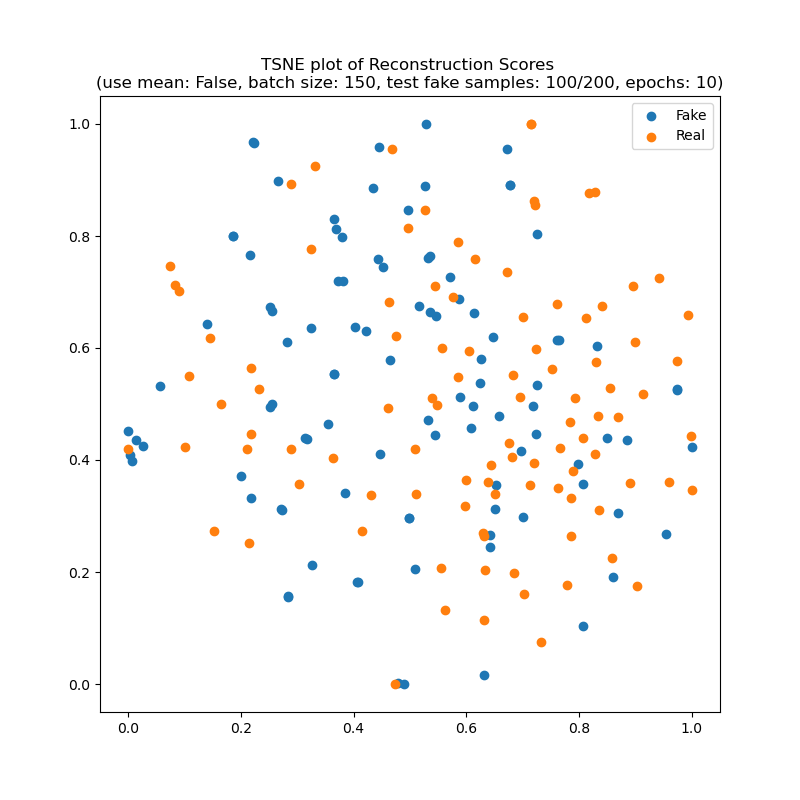 TSNE plot of Reconstruction Scores
(use mean: False, batch size: 150, test fake samples: 100/200, epochs: 10)
Fake
Real
1.0
0.8
0.6
0.4
0.2
0.0
0.0 0.2 0.4 0.6 0.8 1.0